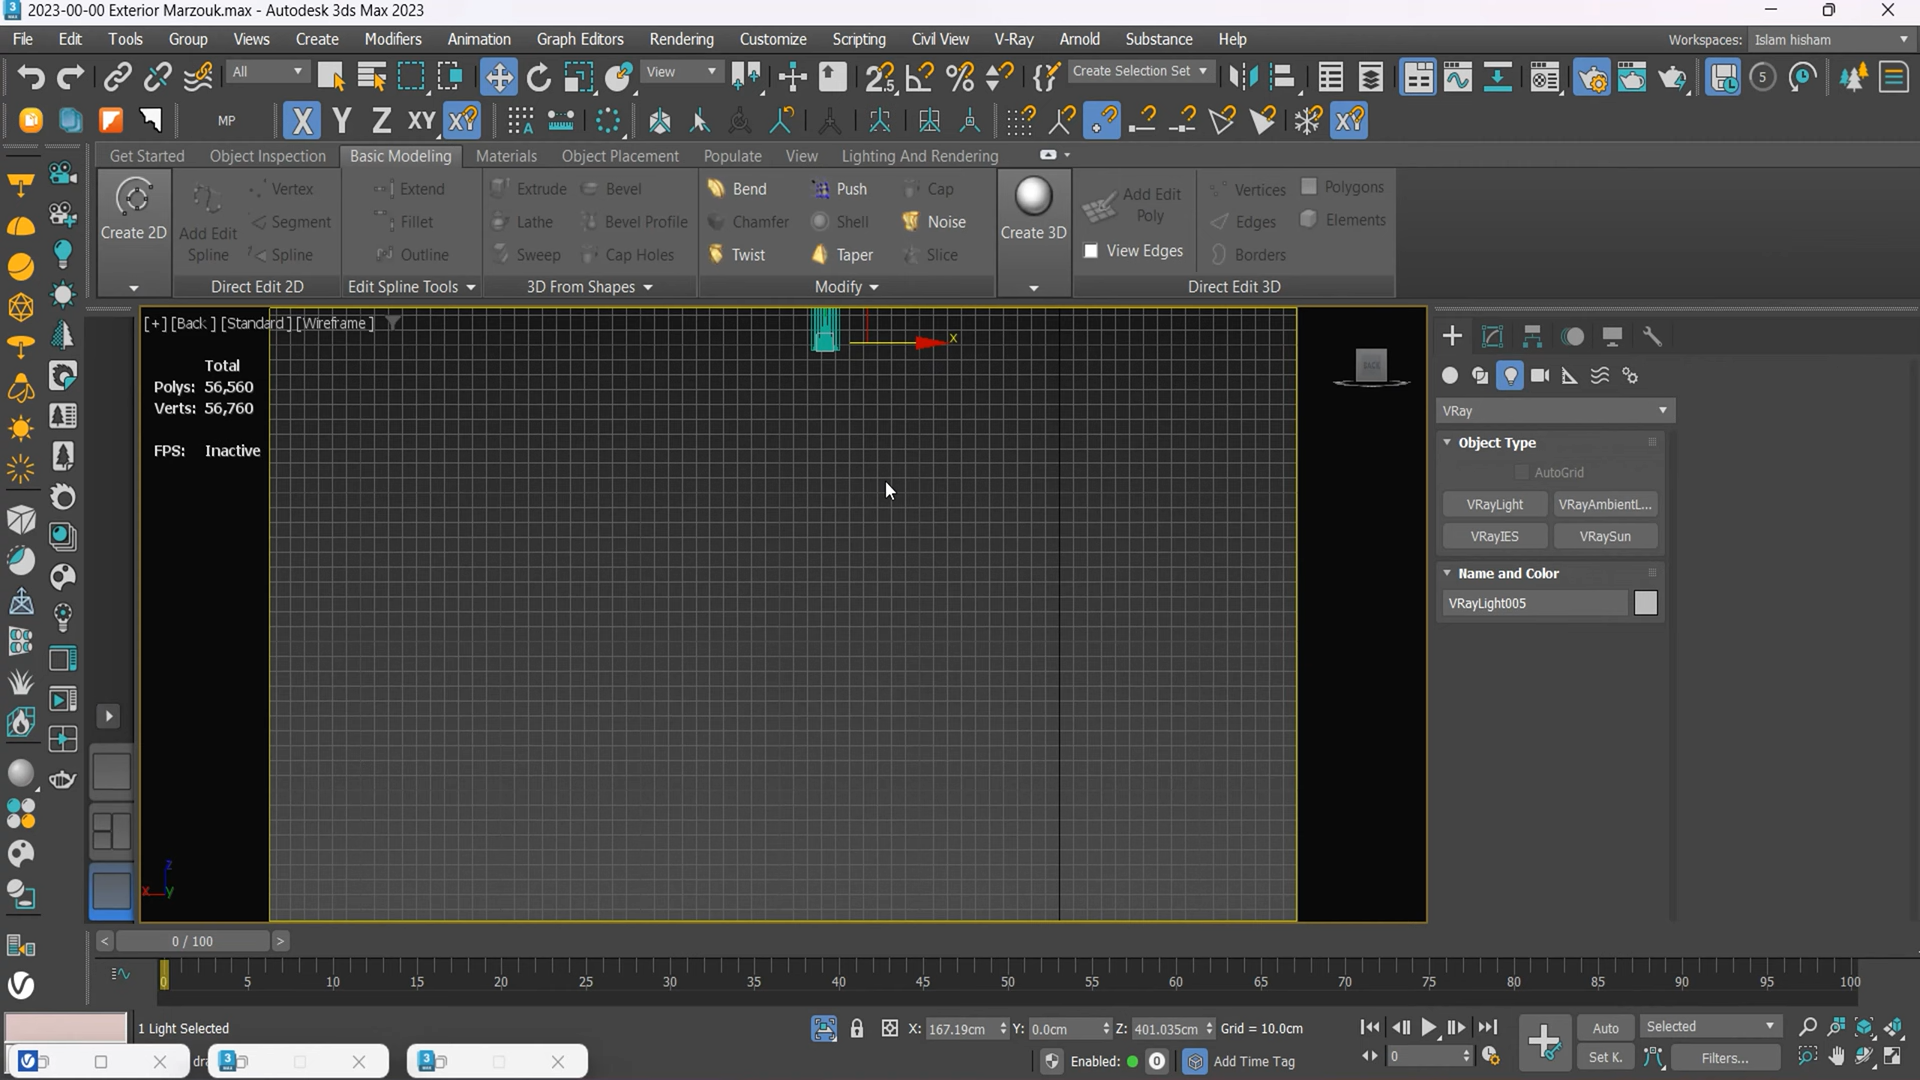 2023-00-00 Exterior Marzouk.max - Autodesk 3ds Max 2023
File Edit Tools Group Views Create Modifiers Animation Graph Editors Rendering Customize Scripting Civil View V-Ray Arnold Substance Help Workspaces: Islam hisham
All View Create Selection Set 5
MP X Y Z XY XY XY
Get Started Object Inspection Basic Modeling Materials Object Placement Populate View Lighting And Rendering
Create 2D Add Edit Spline Vertex Segment Spline
Direct Edit 2D
Extend Fillet Outline
Edit Spline Tools
Extrude Bevel
Lathe Bevel Profile
Sweep Cap Holes
3D From Shapes
Bend Push Cap
Chamfer Shell Noise
Twist Taper Slice
Modify
Create 3D
Add Edit Poly
View Edges
Vertices Polygons
Edges Elements
Borders
Direct Edit 3D
[+] [Back ] [Standard ] [Wireframe ]
x
Total
Polys: 56,560
Verts: 56,760
FPS: Inactive
BACK
z
x y
VRay
Object Type
AutoGrid
VRayLight VRayAmbientL...
VRayIES VRaySun
Name and Color
VRayLight005
< 0 / 100 >
0 5 10 15 20 25 30 35 40 45 50 55 60 65 70 75 80 85 90 95 100
1 Light Selected
X: 167.19cm Y: 0.0cm Z: 401.035cm Grid = 10.0cm
Auto Selected
Enabled: 0 Add Time Tag
0
Set K. Filters...